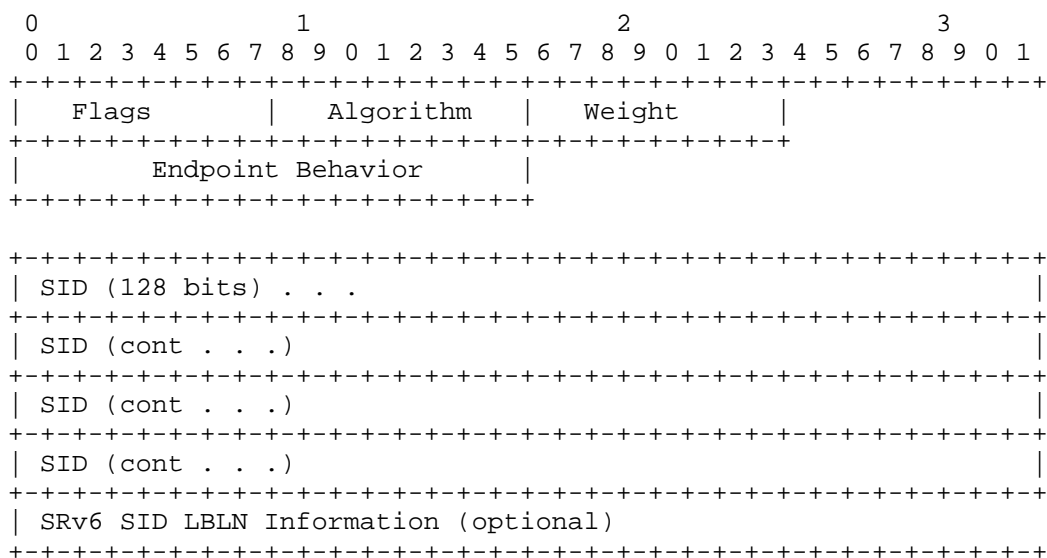 0                   1                   2                   3
 0 1 2 3 4 5 6 7 8 9 0 1 2 3 4 5 6 7 8 9 0 1 2 3 4 5 6 7 8 9 0 1
+-+-+-+-+-+-+-+-+-+-+-+-+-+-+-+-+-+-+-+-+-+-+-+-+-+-+-+-+-+-+-+-+
|   Flags       |   Algorithm   |   Weight      |
+-+-+-+-+-+-+-+-+-+-+-+-+-+-+-+-+-+-+-+-+-+-+-+-+
|        Endpoint Behavior      |
+-+-+-+-+-+-+-+-+-+-+-+-+-+-+-+-+
+-+-+-+-+-+-+-+-+-+-+-+-+-+-+-+-+-+-+-+-+-+-+-+-+-+-+-+-+-+-+-+-+
| SID (128 bits) . . .                                          |
+-+-+-+-+-+-+-+-+-+-+-+-+-+-+-+-+-+-+-+-+-+-+-+-+-+-+-+-+-+-+-+-+
| SID (cont . . .)                                              |
+-+-+-+-+-+-+-+-+-+-+-+-+-+-+-+-+-+-+-+-+-+-+-+-+-+-+-+-+-+-+-+-+
| SID (cont . . .)                                              |
+-+-+-+-+-+-+-+-+-+-+-+-+-+-+-+-+-+-+-+-+-+-+-+-+-+-+-+-+-+-+-+-+
| SID (cont . . .)                                              |
+-+-+-+-+-+-+-+-+-+-+-+-+-+-+-+-+-+-+-+-+-+-+-+-+-+-+-+-+-+-+-+-+
| SRv6 SID LBLN Information (optional)
+-+-+-+-+-+-+-+-+-+-+-+-+-+-+-+-+-+-+-+-+-+-+-+-+-+-+-+-+-+-+-+-+